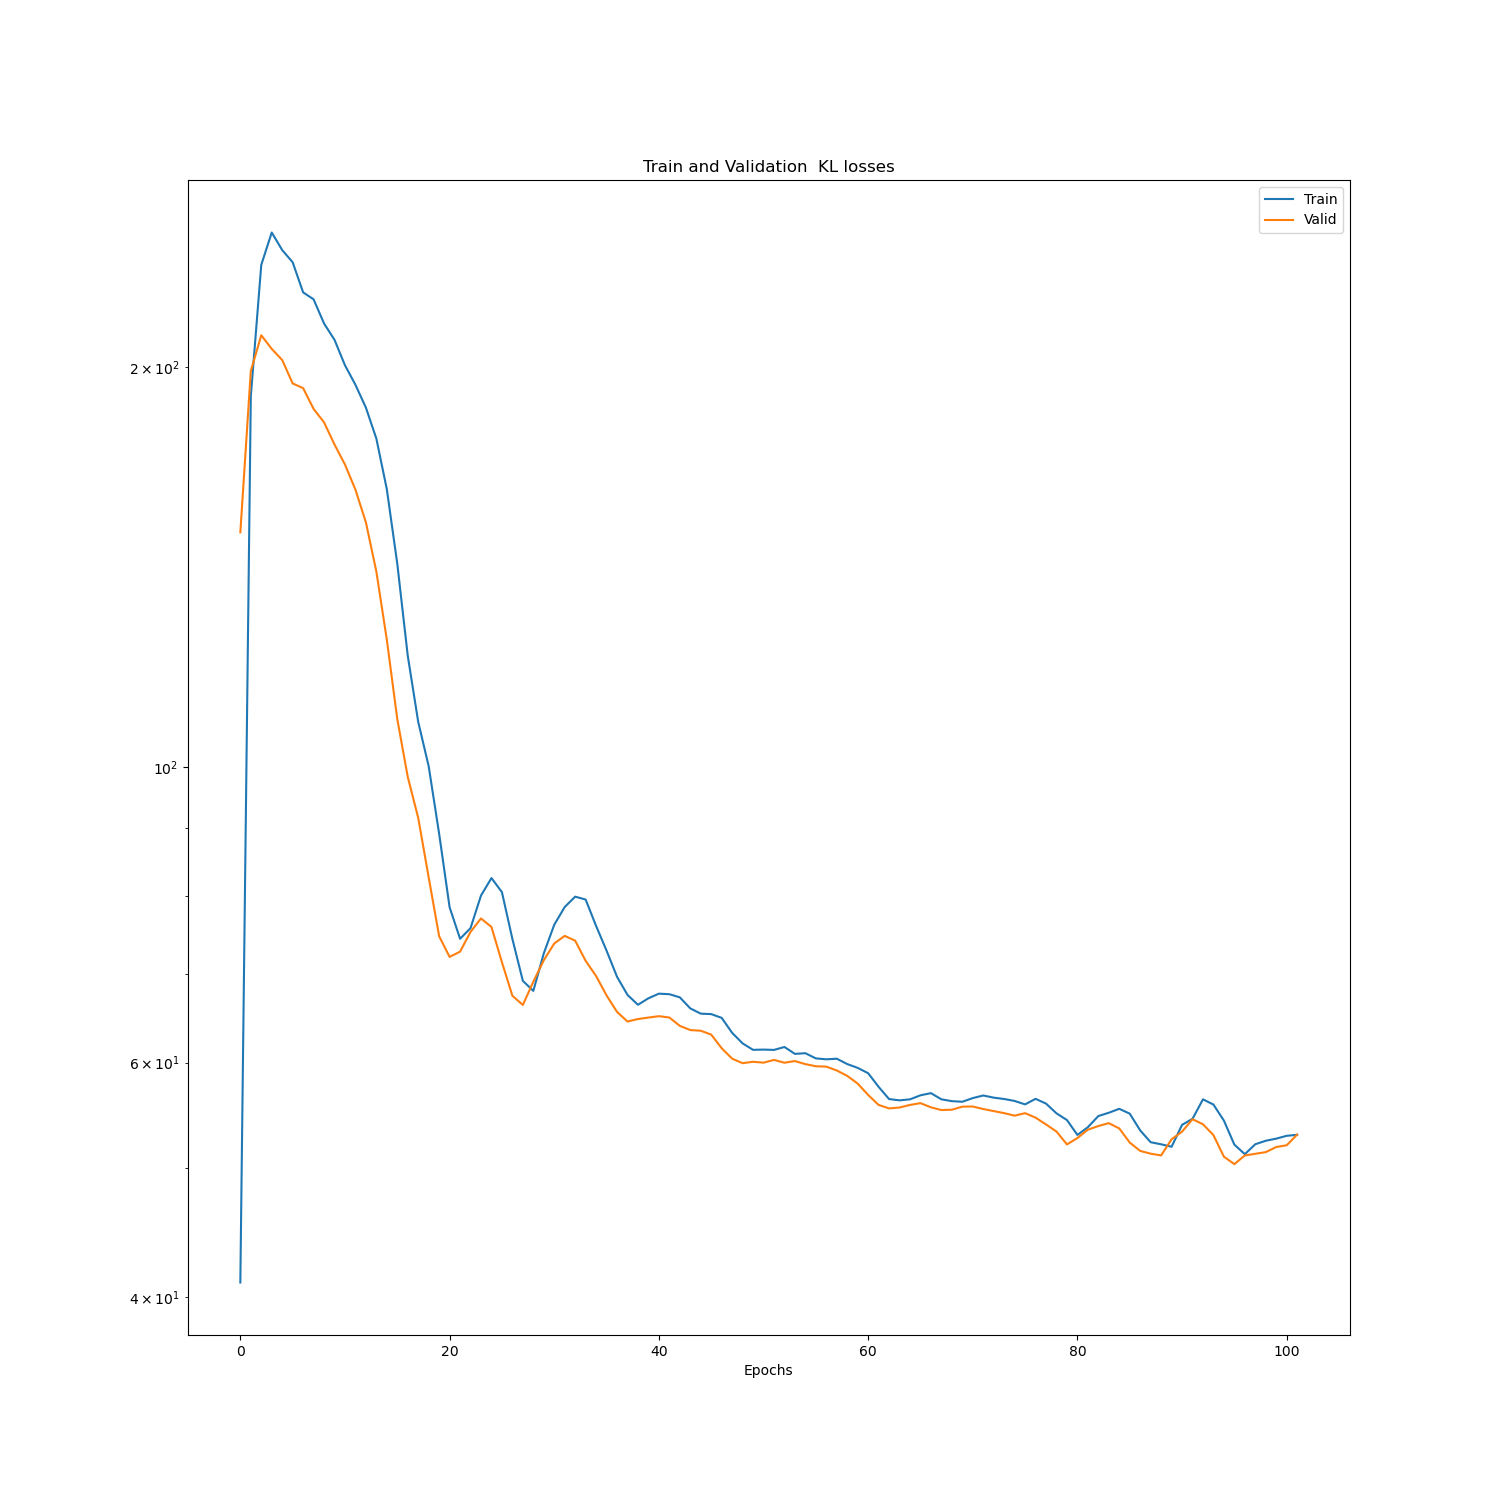 Train and Validation  KL losses
Train
Valid
2 × 10²
10²
6 × 10¹
4 × 10¹
0 20 40 60 80 100
Epochs